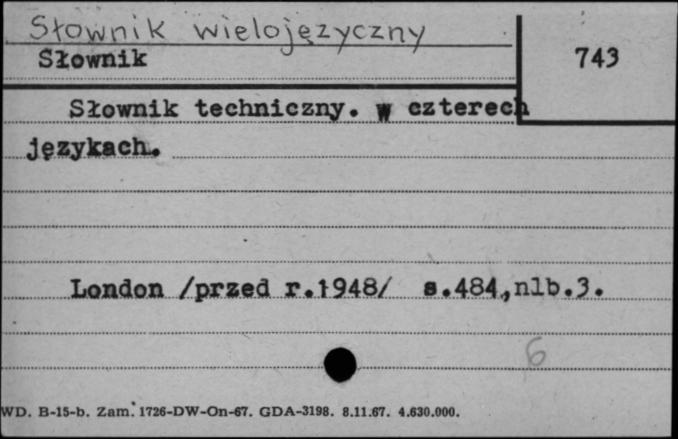 Słownik wielojęzyczny
Słownik
743
Słownik techniczny. w czterech
językach.
London /przed r.1948/ s.484,nlb.3.
6
WD. B-15-b. Zam. 1726-DW-On-67. GDA-3198. 8.11.67. 4.630.000.